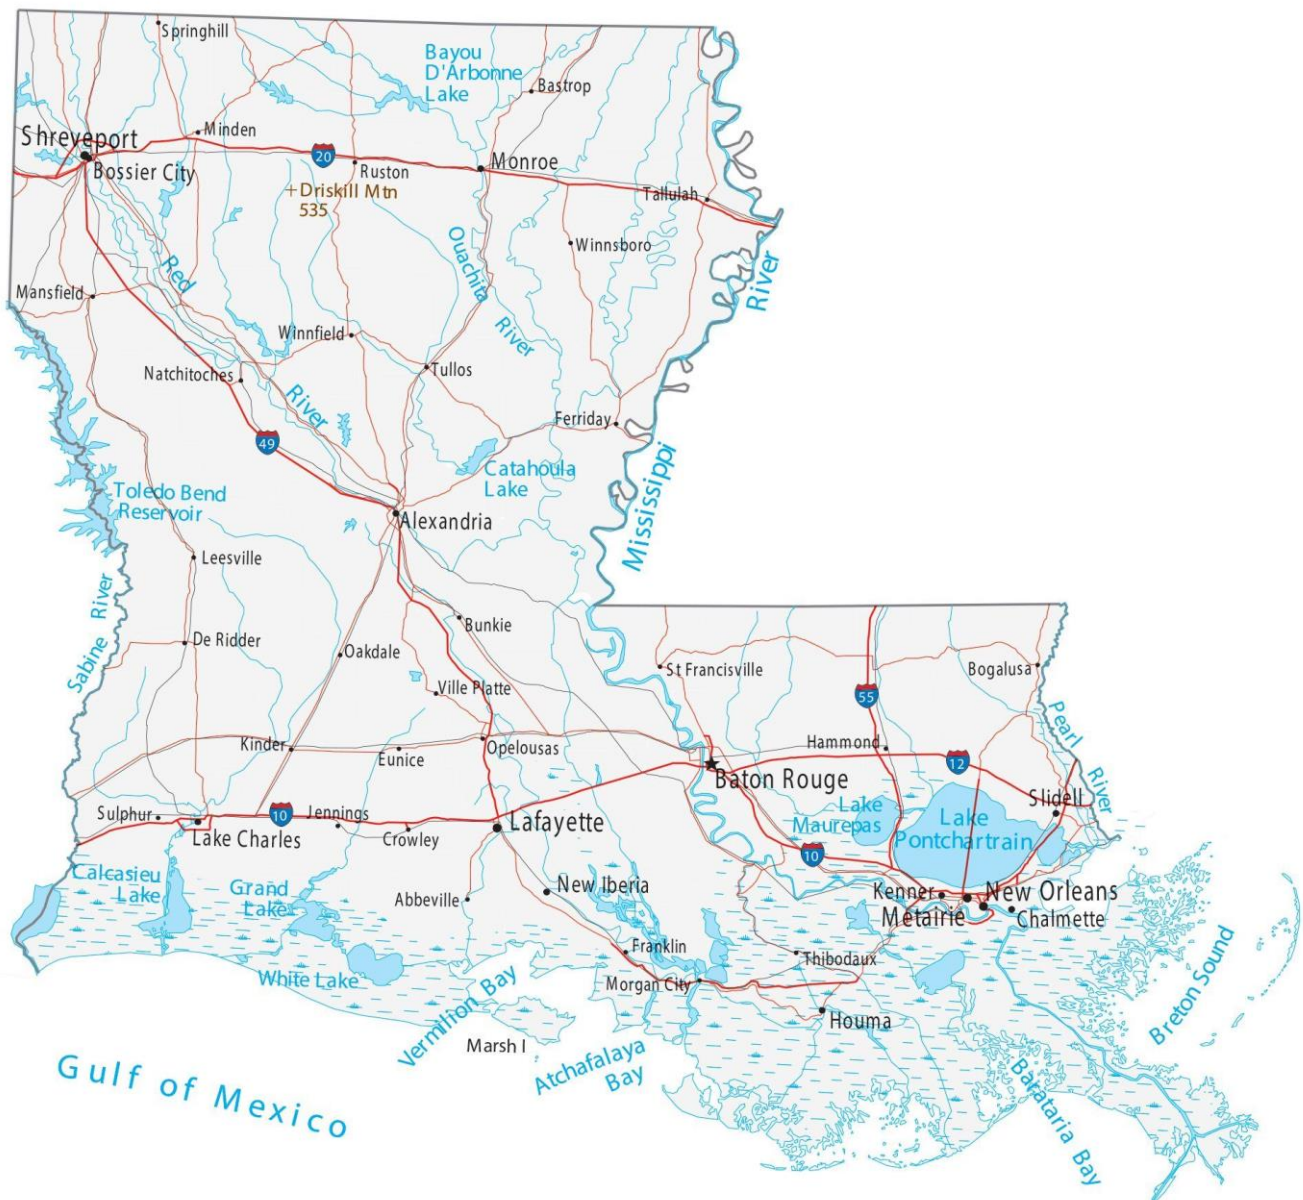 Springhill
Bayou
D'Arbonne
Lake
Bastrop
Minden
Shreveport
20
Monroe
Bossier City
Ruston
Driskill Mtn
535
Tallulah
Ouachita
River
Winnsboro
Red
River
River
Mansfield
Winnfield
Tullos
Natchitoches
Ferriday
49
Catahoula
Lake
Mississippi
Toledo Bend
Reservoir
Alexandria
Leesville
Sabine River
Bunkie
De Ridder
Oakdale
St Francisville
Bogalusa
Ville Platte
55
Pearl
River
Kinder
Eunice
Opelousas
Hammond
12
Baton Rouge
Slidell
Sulphur
10
Jennings
Lake
Maurepas
Lake
Pontchartrain
Lake Charles
Crowley
Lafayette
10
Calcasieu
Lake
Grand
Lake
Abbeville
New Iberia
Kenner
New Orleans
Metairie
Chalmette
Franklin
Thibodaux
White Lake
Morgan City
Vermilion Bay
Houma
Breton Sound
Marsh I
Atchafalaya
Bay
Barataria Bay
Gulf of Mexico